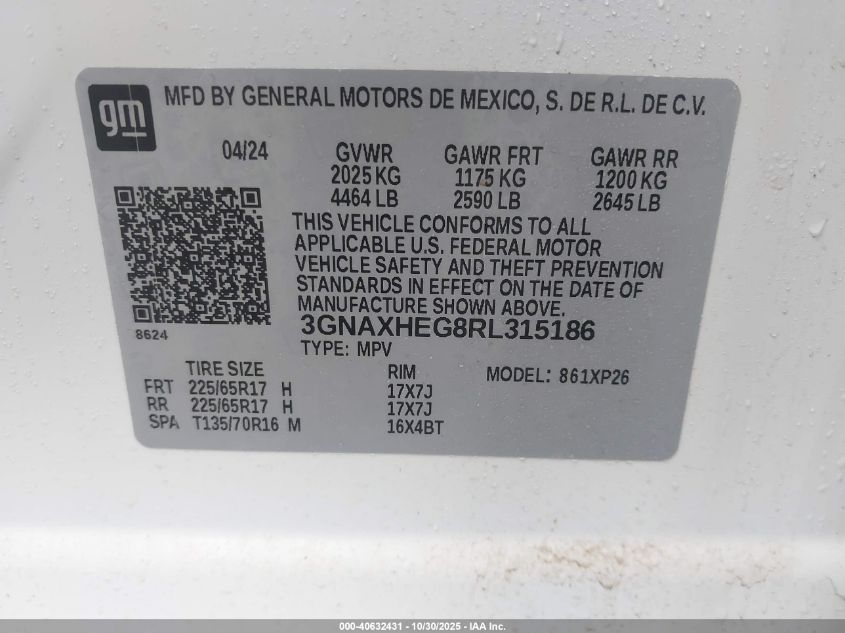 gm
MFD BY GENERAL MOTORS DE MEXICO, S. DE R.L. DE C.V.
04/24 GVWR GAWR FRT GAWR RR
2025 KG 1175 KG 1200 KG
4464 LB 2590 LB 2645 LB
THIS VEHICLE CONFORMS TO ALL
APPLICABLE U.S. FEDERAL MOTOR
VEHICLE SAFETY AND THEFT PREVENTION
STANDARDS IN EFFECT ON THE DATE OF
MANUFACTURE SHOWN ABOVE.
3GNAXHEG8RL315186
8624
TYPE: MPV
TIRE SIZE RIM MODEL: 861XP26
FRT 225/65R17 H 17X7J
RR 225/65R17 H 17X7J
SPA T135/70R16 M 16X4BT
000-40632431 - 10/30/2025 - IAA Inc.